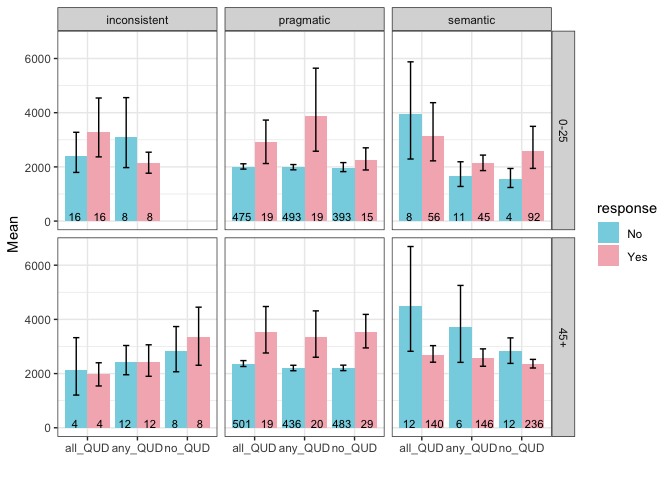 inconsistent pragmatic semantic
6000
4000
2000
0
16 16 8 8 475 19 493 19 393 15 8 56 11 45 4 92
0-25
6000
4000
2000
0
4 4 12 12 8 8 501 19 436 20 483 29 12 140 6 146 12 236
45+
all_QUD any_QUD no_QUD all_QUD any_QUD no_QUD all_QUD any_QUD no_QUD
Mean
response
No
Yes